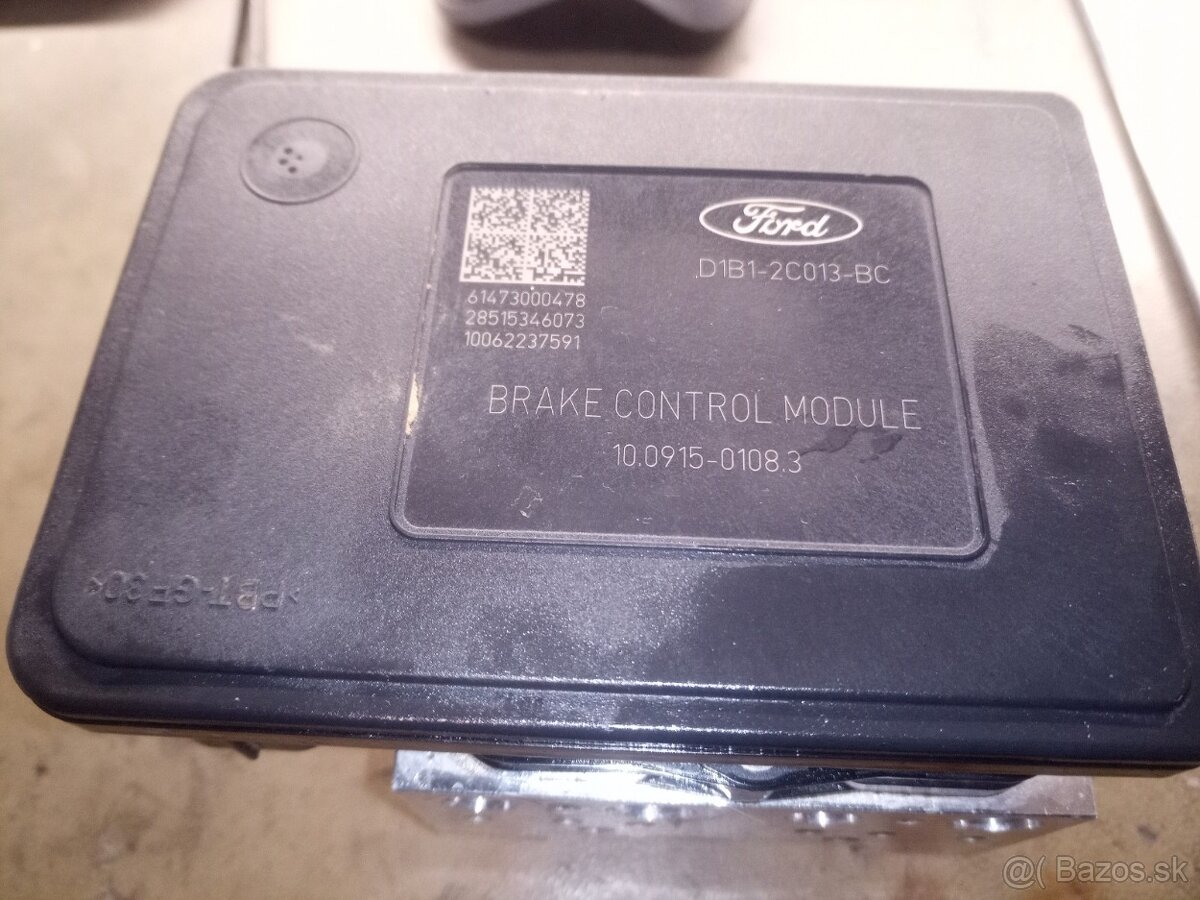 Ford
D1B1-2C013-BC
61473000478
28515346073
10062237591
BRAKE CONTROL MODULE
10.0915-0108.3
>PBT-GF30<
@( Bazos.sk